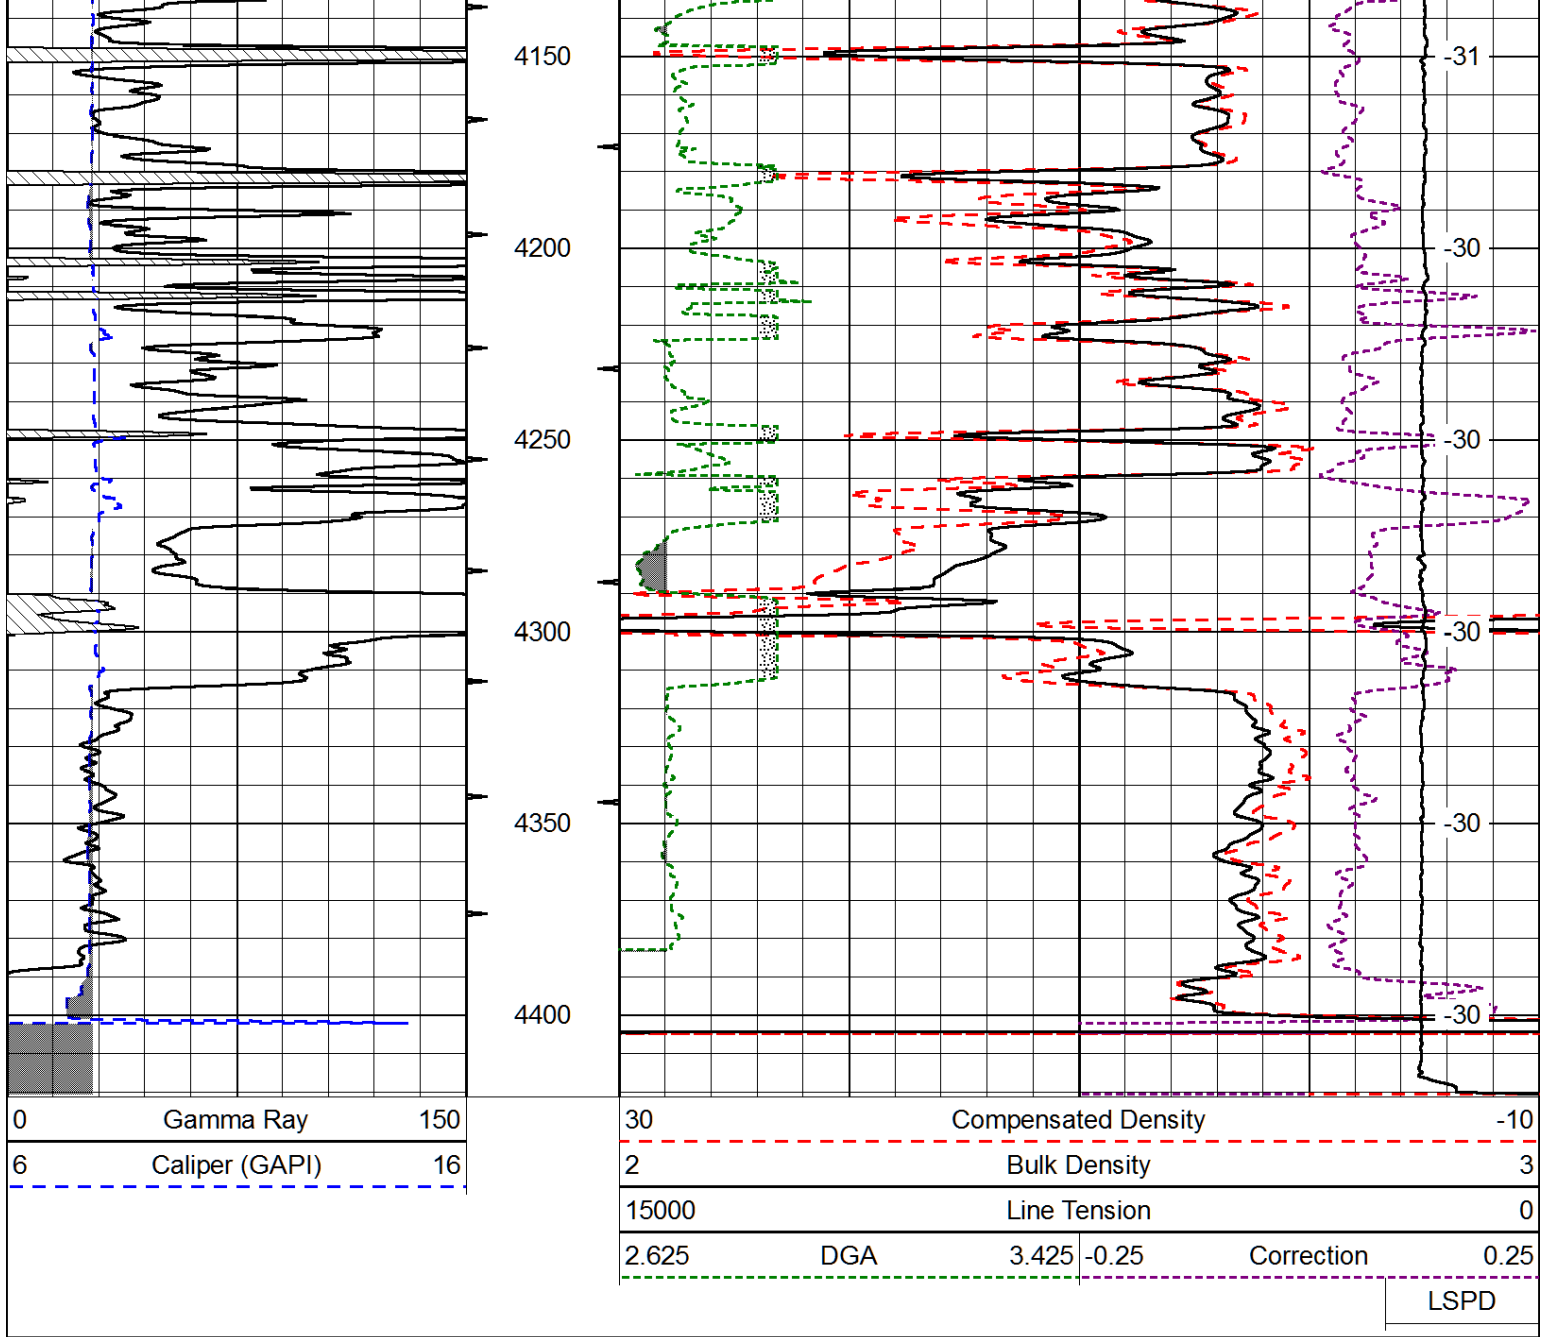 4150 -31
4200 -30
4250 -30
4300 -30
4350 -30
4400 -30
0 Gamma Ray 150
6 Caliper (GAPI) 16
30 Compensated Density -10
2 Bulk Density 3
15000 Line Tension 0
2.625 DGA 3.425 -0.25 Correction 0.25
LSPD